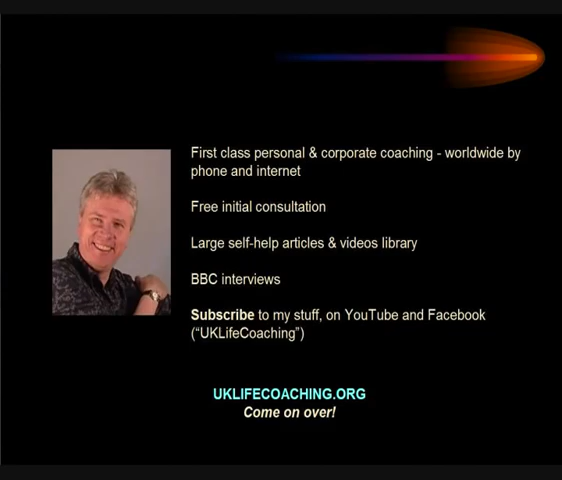 First class personal & corporate coaching - worldwide by
phone and internet
Free initial consultation
Large self-help articles & videos library
BBC interviews
Subscribe to my stuff, on YouTube and Facebook
(“UKLifeCoaching”)
UKLIFECOACHING.ORG
Come on over!